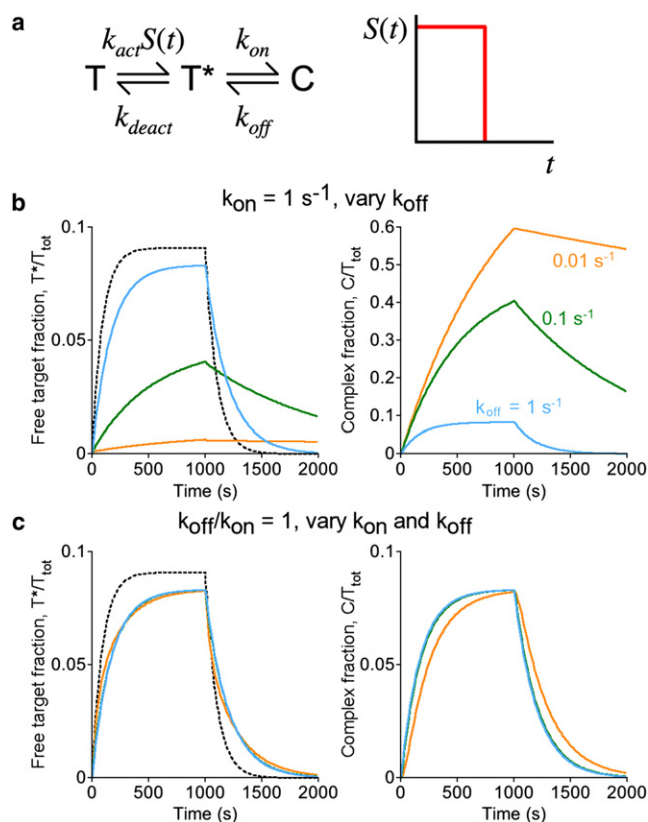 a
k_act S(t) k_on
T ⇌ T* ⇌ C
k_deact k_off
S(t)
t
b
k_on = 1 s⁻¹, vary k_off
Free target fraction, T*/T_tot
0.1
0.05
0
0 500 1000 1500 2000
Time (s)
Complex fraction, C/T_tot
0.6
0.5
0.4
0.3
0.2
0.1
0
0.01 s⁻¹
0.1 s⁻¹
k_off = 1 s⁻¹
0 500 1000 1500 2000
Time (s)
c
k_off/k_on = 1, vary k_on and k_off
Free target fraction, T*/T_tot
0.1
0.05
0
0 500 1000 1500 2000
Time (s)
Complex fraction, C/T_tot
0.1
0.05
0
0 500 1000 1500 2000
Time (s)